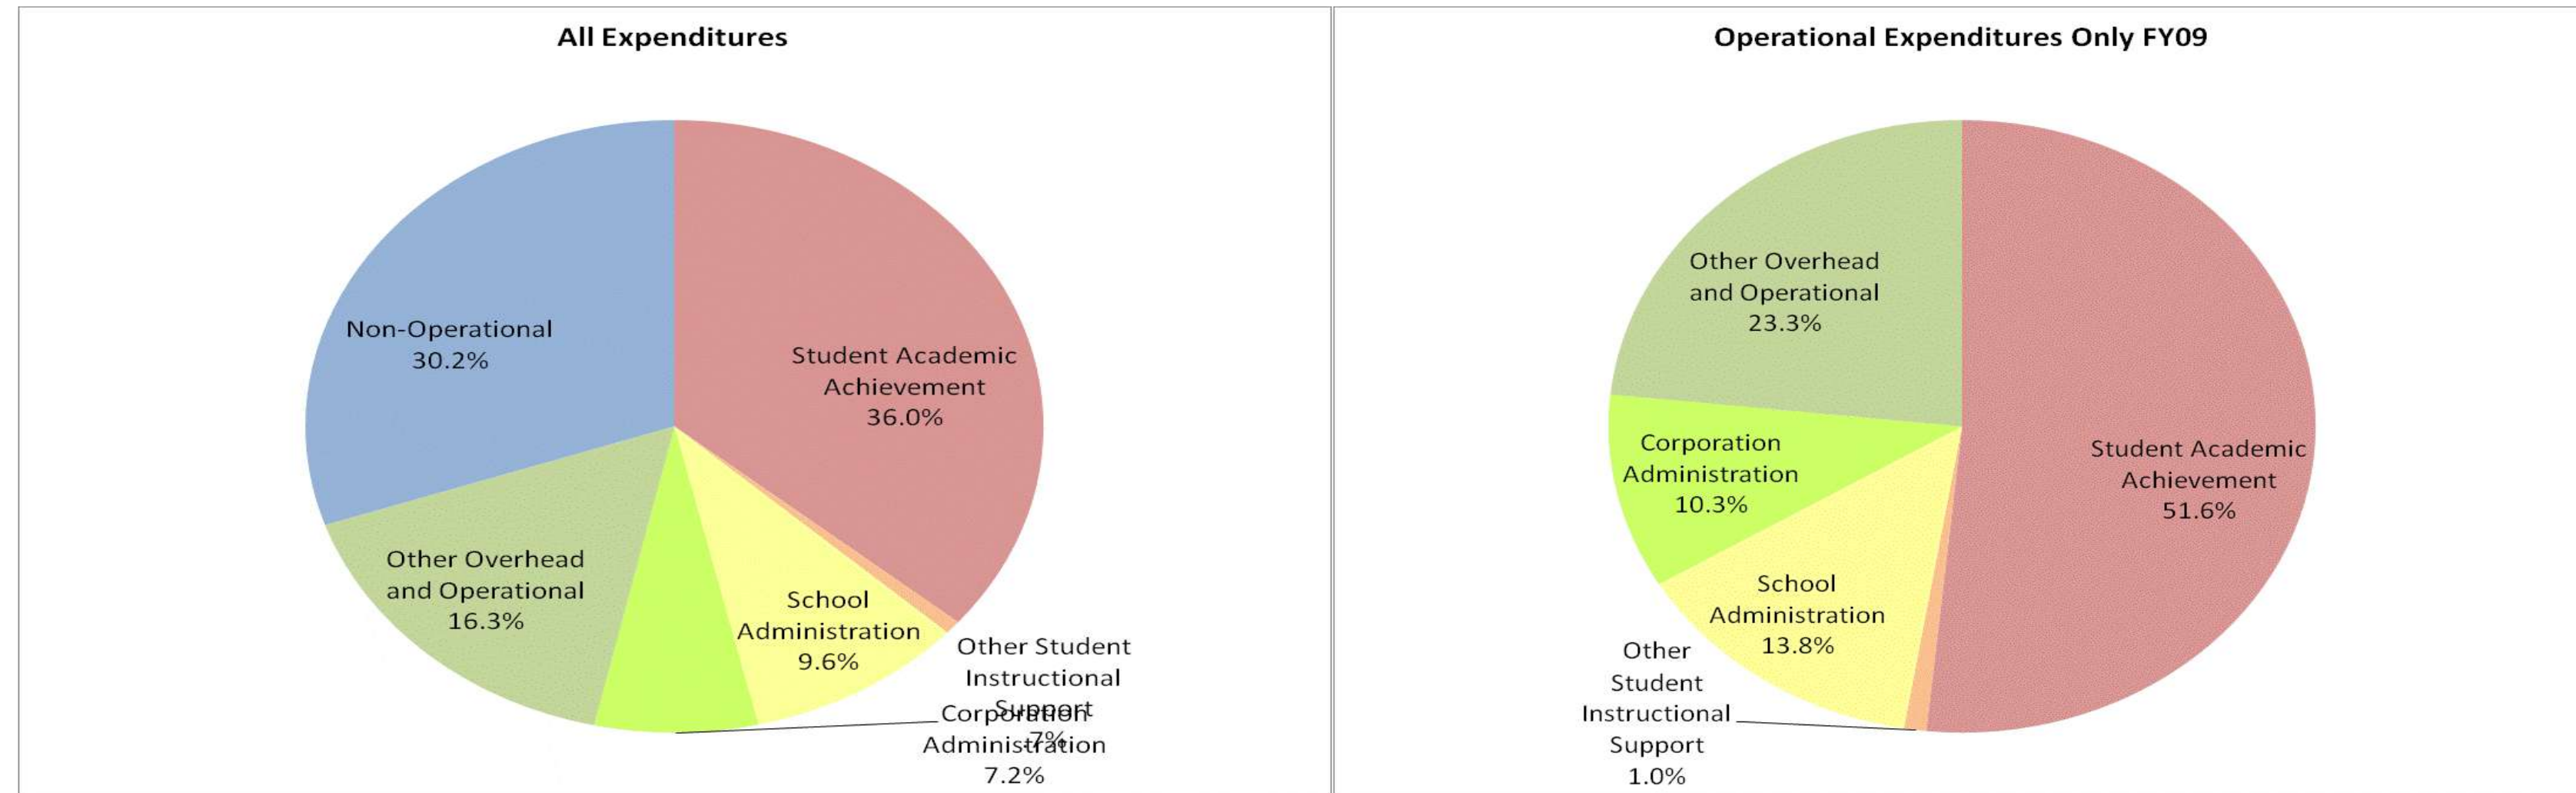 All Expenditures
Non-Operational
30.2%
Student Academic
Achievement
36.0%
Other Overhead
and Operational
16.3%
School
Administration
9.6%
Other Student
Instructional
Support
.7%
Corporation
Administration
7.2%
Operational Expenditures Only FY09
Other Overhead
and Operational
23.3%
Corporation
Administration
10.3%
Student Academic
Achievement
51.6%
School
Administration
13.8%
Other
Student
Instructional
Support
1.0%